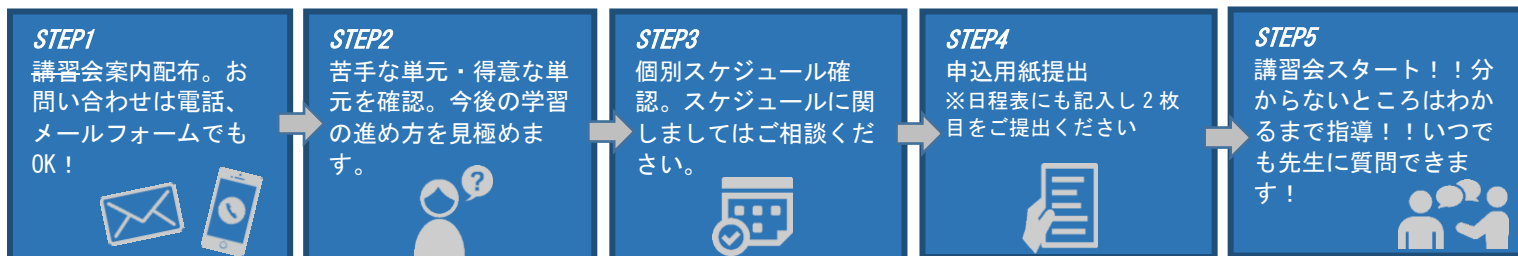 STEP1
講習会案内配布。お
問い合わせは電話、
メールフォームでも
OK！
STEP2
苦手な単元・得意な単
元を確認。今後の学習
の進め方を見極めま
す。
?
STEP3
個別スケジュール確
認。スケジュールに関
しましてはご相談くだ
さい。
STEP4
申込用紙提出
※日程表にも記入し2枚
目をご提出ください
STEP5
講習会スタート！！分
からないところはわか
るまで指導！！いつで
も先生に質問できま
す！